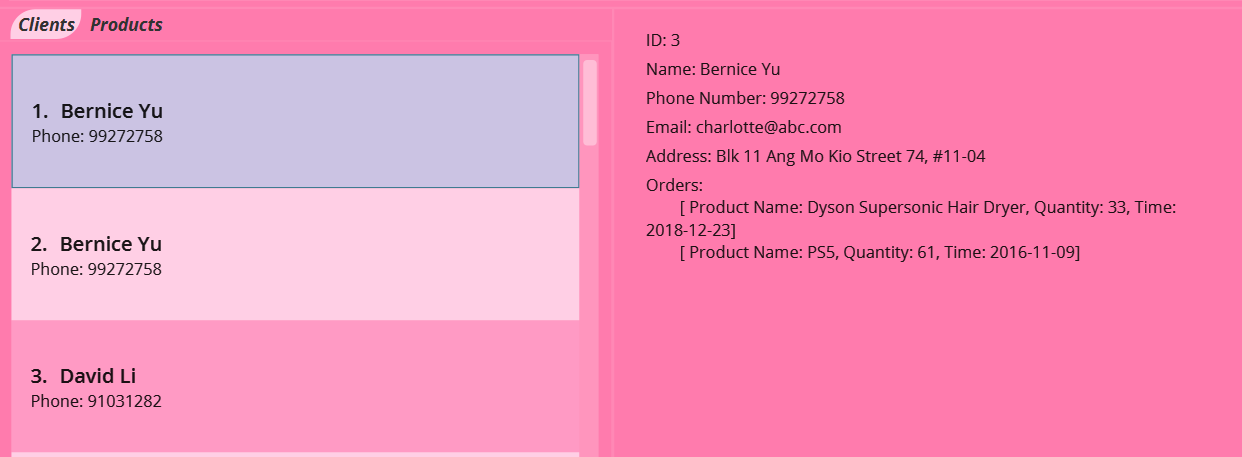 Clients Products
1. Bernice Yu
Phone: 99272758
2. Bernice Yu
Phone: 99272758
3. David Li
Phone: 91031282
ID: 3
Name: Bernice Yu
Phone Number: 99272758
Email: charlotte@abc.com
Address: Blk 11 Ang Mo Kio Street 74, #11-04
Orders:
[ Product Name: Dyson Supersonic Hair Dryer, Quantity: 33, Time:
2018-12-23]
[ Product Name: PS5, Quantity: 61, Time: 2016-11-09]